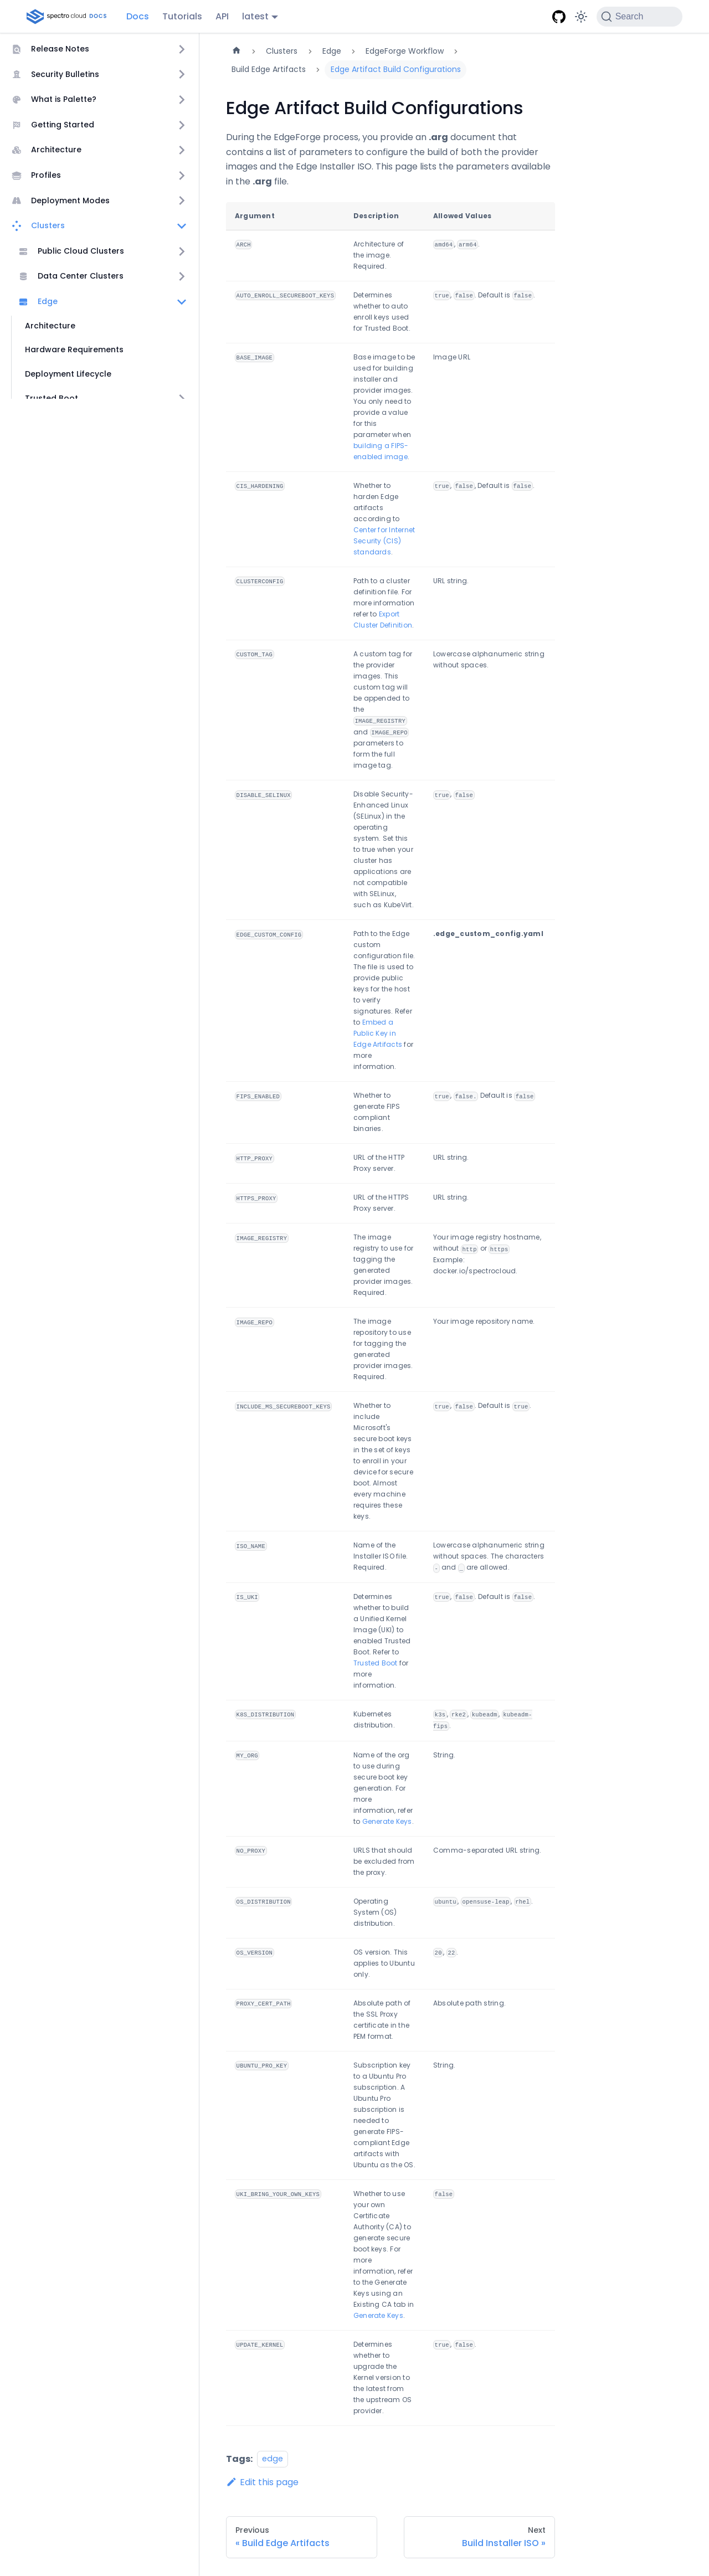 spectro cloud DOCS
Docs
Tutorials
API
latest
Search
Release Notes
Security Bulletins
What is Palette?
Getting Started
Architecture
Profiles
Deployment Modes
Clusters
Public Cloud Clusters
Data Center Clusters
Edge
Architecture
Hardware Requirements
Deployment Lifecycle
Trusted Boot
Clusters
Edge
EdgeForge Workflow
Build Edge Artifacts
Edge Artifact Build Configurations
Edge Artifact Build Configurations
During the EdgeForge process, you provide an .arg document that
contains a list of parameters to configure the build of both the provider
images and the Edge Installer ISO. This page lists the parameters available
in the .arg file.
Argument Description Allowed Values
ARCH
Architecture of
the image.
Required.
amd64, arm64.
AUTO_ENROLL_SECUREBOOT_KEYS
Determines
whether to auto
enroll keys used
for Trusted Boot.
true, false. Default is false.
BASE_IMAGE
Base image to be
used for building
installer and
provider images.
You only need to
provide a value
for this
parameter when
building a FIPS-
enabled image.
Image URL
CIS_HARDENING
Whether to
harden Edge
artifacts
according to
Center for Internet
Security (CIS)
standards.
true, false, Default is false.
CLUSTERCONFIG
Path to a cluster
definition file. For
more information
refer to Export
Cluster Definition.
URL string.
CUSTOM_TAG
A custom tag for
the provider
images. This
custom tag will
be appended to
the
IMAGE_REGISTRY
and IMAGE_REPO
parameters to
form the full
image tag.
Lowercase alphanumeric string
without spaces.
DISABLE_SELINUX
Disable Security-
Enhanced Linux
(SELinux) in the
operating
system. Set this
to true when your
cluster has
applications are
not compatible
with SELinux,
such as KubeVirt.
true, false
EDGE_CUSTOM_CONFIG
Path to the Edge
custom
configuration file.
The file is used to
provide public
keys for the host
to verify
signatures. Refer
to Embed a
Public Key in
Edge Artifacts for
more
information.
.edge_custom_config.yaml
FIPS_ENABLED
Whether to
generate FIPS
compliant
binaries.
true, false. Default is false
HTTP_PROXY
URL of the HTTP
Proxy server.
URL string.
HTTPS_PROXY
URL of the HTTPS
Proxy server.
URL string.
IMAGE_REGISTRY
The image
registry to use for
tagging the
generated
provider images.
Required.
Your image registry hostname,
without http or https
Example:
docker.io/spectrocloud.
IMAGE_REPO
The image
repository to use
for tagging the
generated
provider images.
Required.
Your image repository name.
INCLUDE_MS_SECUREBOOT_KEYS
Whether to
include
Microsoft's
secure boot keys
in the set of keys
to enroll in your
device for secure
boot. Almost
every machine
requires these
keys.
true, false. Default is true.
ISO_NAME
Name of the
Installer ISO file.
Required.
Lowercase alphanumeric string
without spaces. The characters
- and _ are allowed.
IS_UKI
Determines
whether to build
a Unified Kernel
Image (UKI) to
enabled Trusted
Boot. Refer to
Trusted Boot for
more
information.
true, false. Default is false.
K8S_DISTRIBUTION
Kubernetes
distribution.
k3s, rke2, kubeadm, kubeadm-
fips.
MY_ORG
Name of the org
to use during
secure boot key
generation. For
more
information, refer
to Generate Keys.
String.
NO_PROXY
URLS that should
be excluded from
the proxy.
Comma-separated URL string.
OS_DISTRIBUTION
Operating
System (OS)
distribution.
ubuntu, opensuse-leap, rhel.
OS_VERSION
OS version. This
applies to Ubuntu
only.
20, 22.
PROXY_CERT_PATH
Absolute path of
the SSL Proxy
certificate in the
PEM format.
Absolute path string.
UBUNTU_PRO_KEY
Subscription key
to a Ubuntu Pro
subscription. A
Ubuntu Pro
subscription is
needed to
generate FIPS-
compliant Edge
artifacts with
Ubuntu as the OS.
String.
UKI_BRING_YOUR_OWN_KEYS
Whether to use
your own
Certificate
Authority (CA) to
generate secure
boot keys. For
more
information, refer
to the Generate
Keys using an
Existing CA tab in
Generate Keys.
false
UPDATE_KERNEL
Determines
whether to
upgrade the
Kernel version to
the latest from
the upstream OS
provider.
true, false.
Tags: edge
Edit this page
Previous
« Build Edge Artifacts
Next
Build Installer ISO »